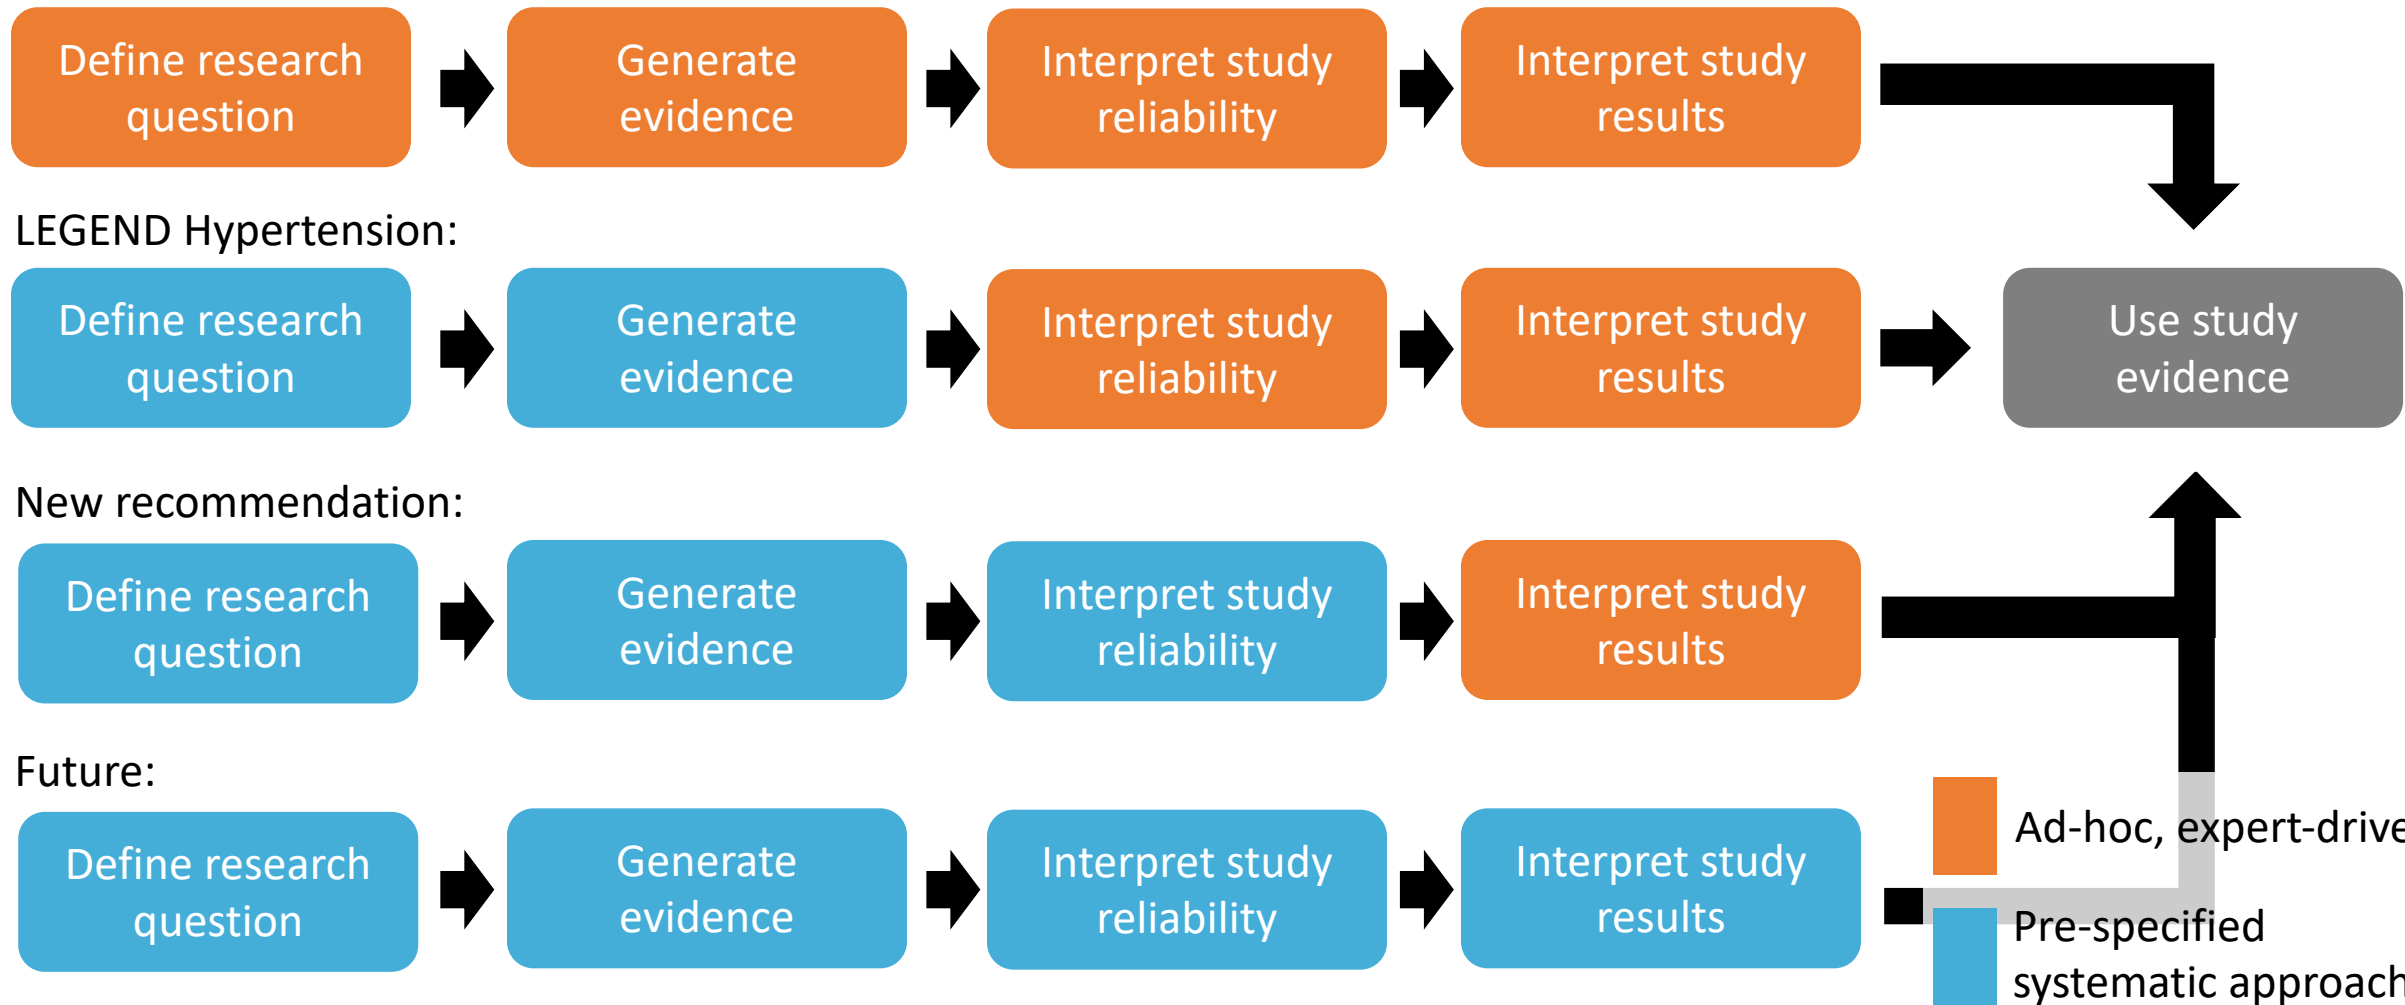 Define research
question
Generate
evidence
Interpret study
reliability
Interpret study
results
LEGEND Hypertension:
Define research
question
Generate
evidence
Interpret study
reliability
Interpret study
results
Use study
evidence
New recommendation:
Define research
question
Generate
evidence
Interpret study
reliability
Interpret study
results
Future:
Define research
question
Generate
evidence
Interpret study
reliability
Interpret study
results
Ad-hoc, expert-drive
Pre-specified
systematic approach